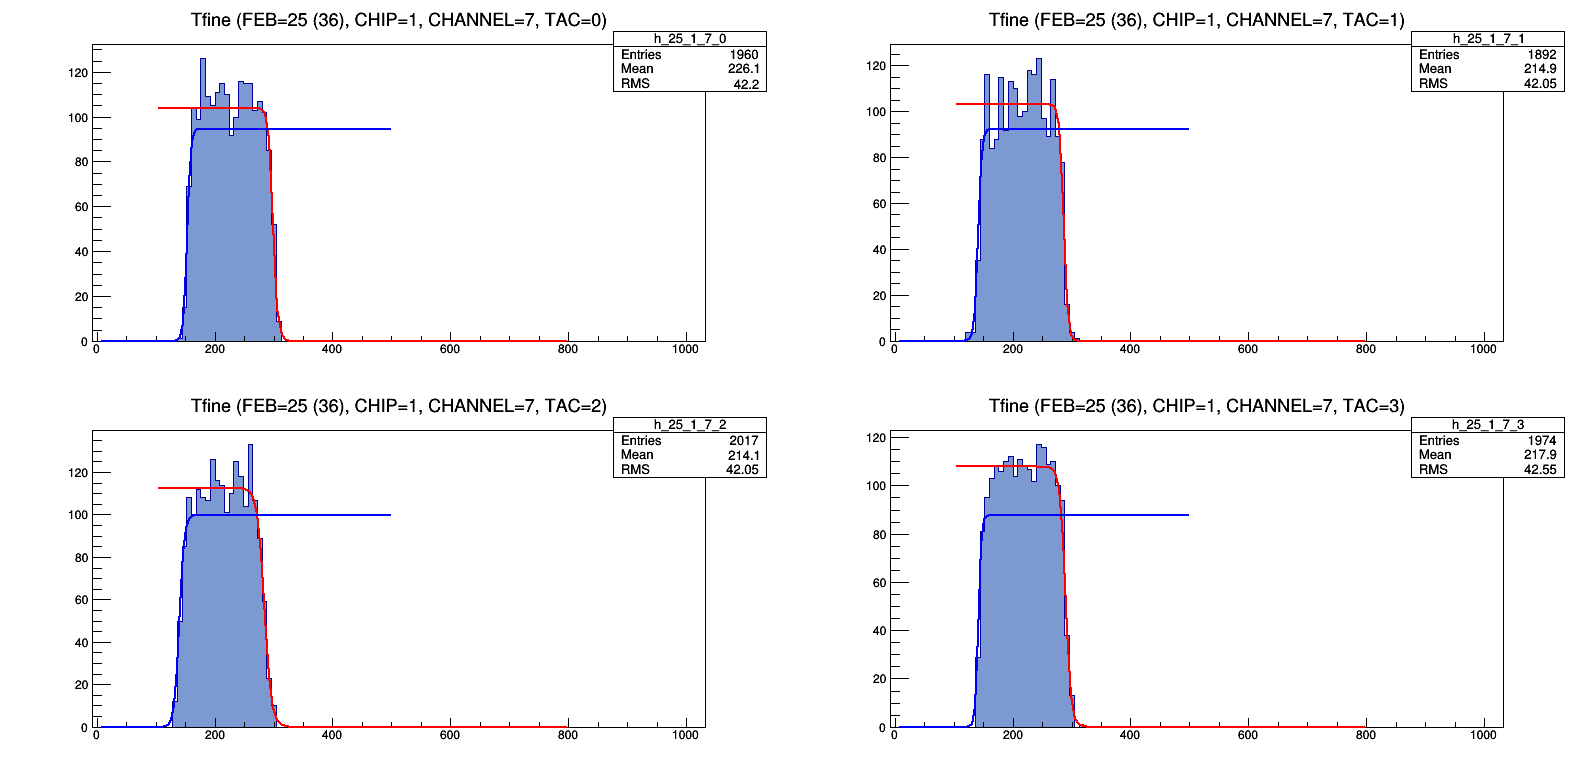 Tfine (FEB=25 (36), CHIP=1, CHANNEL=7, TAC=0)
h_25_1_7_0
Entries 1960
Mean 226.1
RMS 42.2
120
100
80
60
40
20
0
0 200 400 600 800 1000
Tfine (FEB=25 (36), CHIP=1, CHANNEL=7, TAC=1)
h_25_1_7_1
Entries 1892
Mean 214.9
RMS 42.05
120
100
80
60
40
20
0
0 200 400 600 800 1000
Tfine (FEB=25 (36), CHIP=1, CHANNEL=7, TAC=2)
h_25_1_7_2
Entries 2017
Mean 214.1
RMS 42.05
120
100
80
60
40
20
0
0 200 400 600 800 1000
Tfine (FEB=25 (36), CHIP=1, CHANNEL=7, TAC=3)
h_25_1_7_3
Entries 1974
Mean 217.9
RMS 42.55
120
100
80
60
40
20
0
0 200 400 600 800 1000